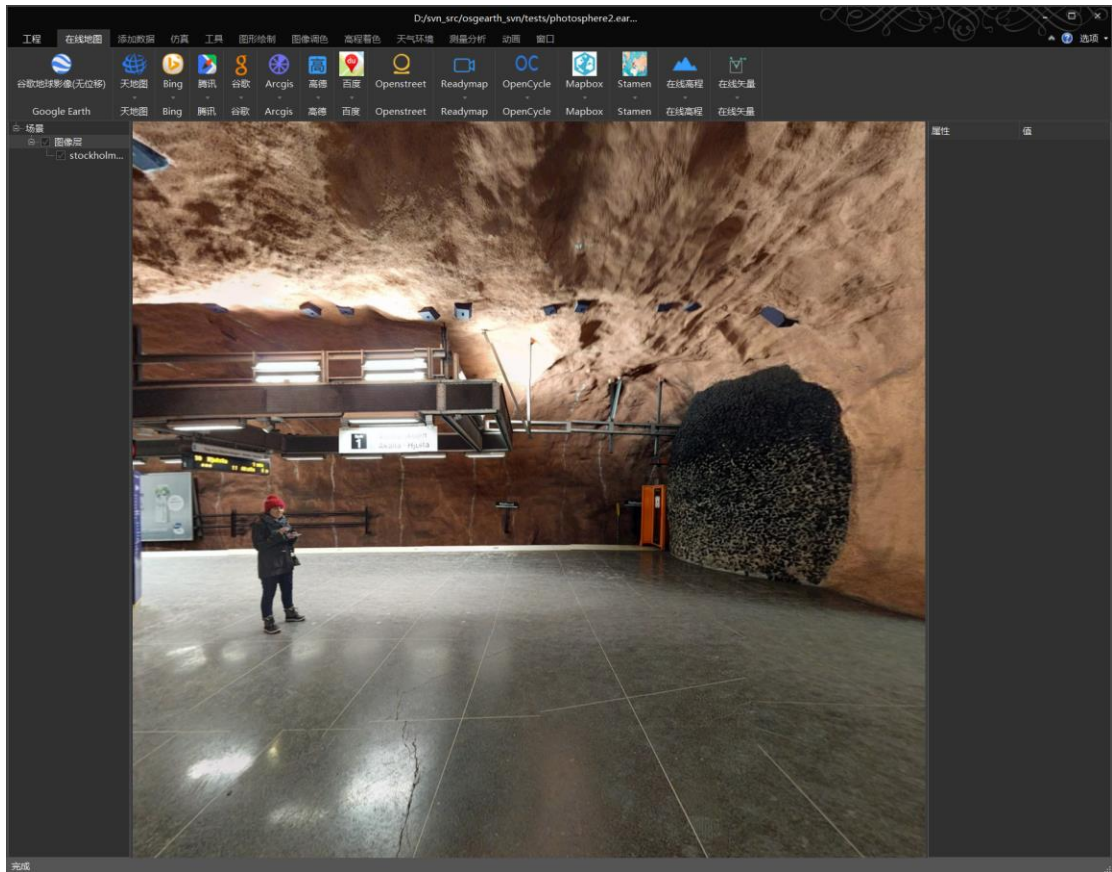 D:/svn_src/osgearth_svn/tests/photosphere2.ear...
工程 在线地图 添加数据 仿真 工具 图形绘制 图像调色 高程着色 天气环境 测量分析 动画 窗口 选项
谷歌地球影像(无位移) 天地图 Bing 腾讯 谷歌 Arcgis 高德 百度 Openstreet Readymap OpenCycle Mapbox Stamen 在线高程 在线矢量
Google Earth 天地图 Bing 腾讯 谷歌 Arcgis 高德 百度 Openstreet Readymap OpenCycle Mapbox Stamen 在线高程 在线矢量
场景
属性 值
图像层
stockholm...
1
Akalla - Hjulsta
完成